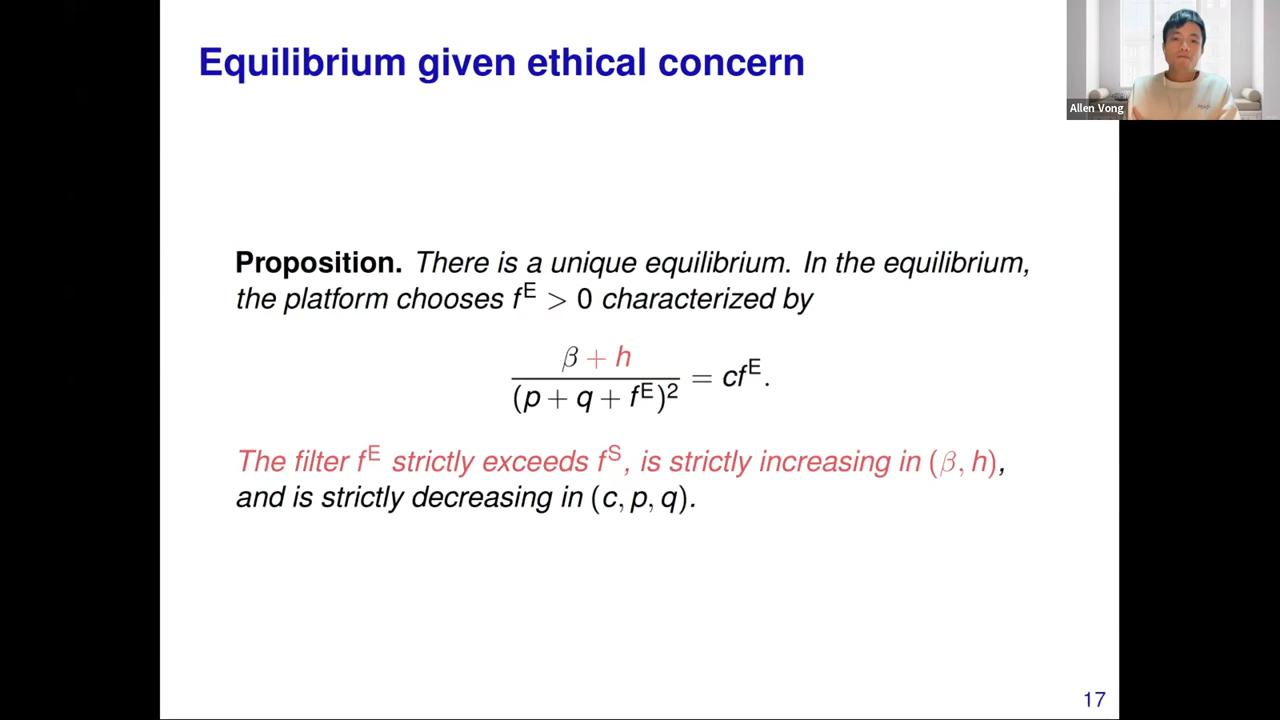 Equilibrium given ethical concern
Allen Vong
Proposition. There is a unique equilibrium. In the equilibrium,
the platform chooses f^E > 0 characterized by
β + h
(p + q + f^E)²
= cf^E.
The filter f^E strictly exceeds f^S, is strictly increasing in (β, h),
and is strictly decreasing in (c, p, q).
17